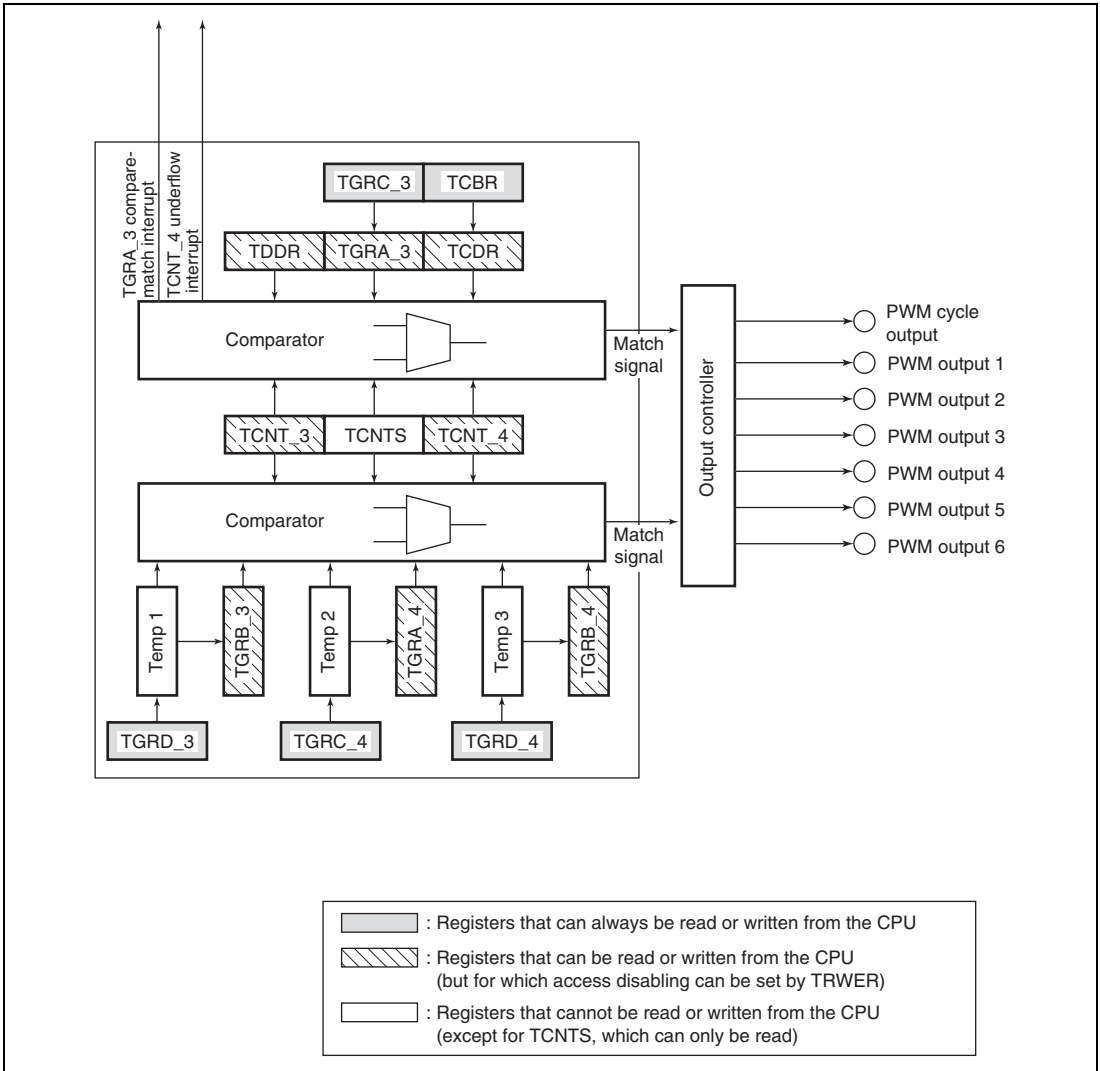 TGRA_3 compare-
match interrupt
TCNT_4 underflow
interrupt
TGRC_3
TCBR
TDDR
TGRA_3
TCDR
Comparator
Match
signal
TCNT_3
TCNTS
TCNT_4
Comparator
Match
signal
Temp 1
TGRB_3
Temp 2
TGRA_4
Temp 3
TGRB_4
TGRD_3
TGRC_4
TGRD_4
Output controller
PWM cycle
output
PWM output 1
PWM output 2
PWM output 3
PWM output 4
PWM output 5
PWM output 6
: Registers that can always be read or written from the CPU
: Registers that can be read or written from the CPU
(but for which access disabling can be set by TRWER)
: Registers that cannot be read or written from the CPU
(except for TCNTS, which can only be read)